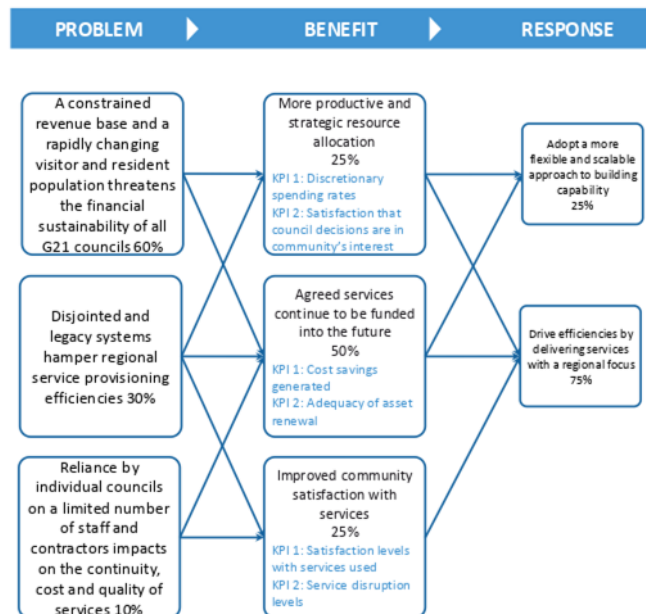 PROBLEM
BENEFIT
RESPONSE
A constrained
revenue base and a
rapidly changing
visitor and resident
population threatens
the financial
sustainability of all
G21 councils 60%
Disjointed and
legacy systems
hamper regional
service provisioning
efficiencies 30%
Reliance by
individual councils
on a limited number
of staff and
contractors impacts
on the continuity,
cost and quality of
services 10%
More productive and
strategic resource
allocation
25%
KPI 1: Discretionary
spending rates
KPI 2: Satisfaction that
council decisions are in
community's interest
Agreed services
continue to be funded
into the future
50%
KPI 1: Cost savings
generated
KPI 2: Adequacy of asset
renewal
Improved community
satisfaction with
services
25%
KPI 1: Satisfaction levels
with services used
KPI 2: Service disruption
levels
Adopt a more
flexible and scalable
approach to building
capability
25%
Drive efficiencies by
delivering services
with a regional focus
75%